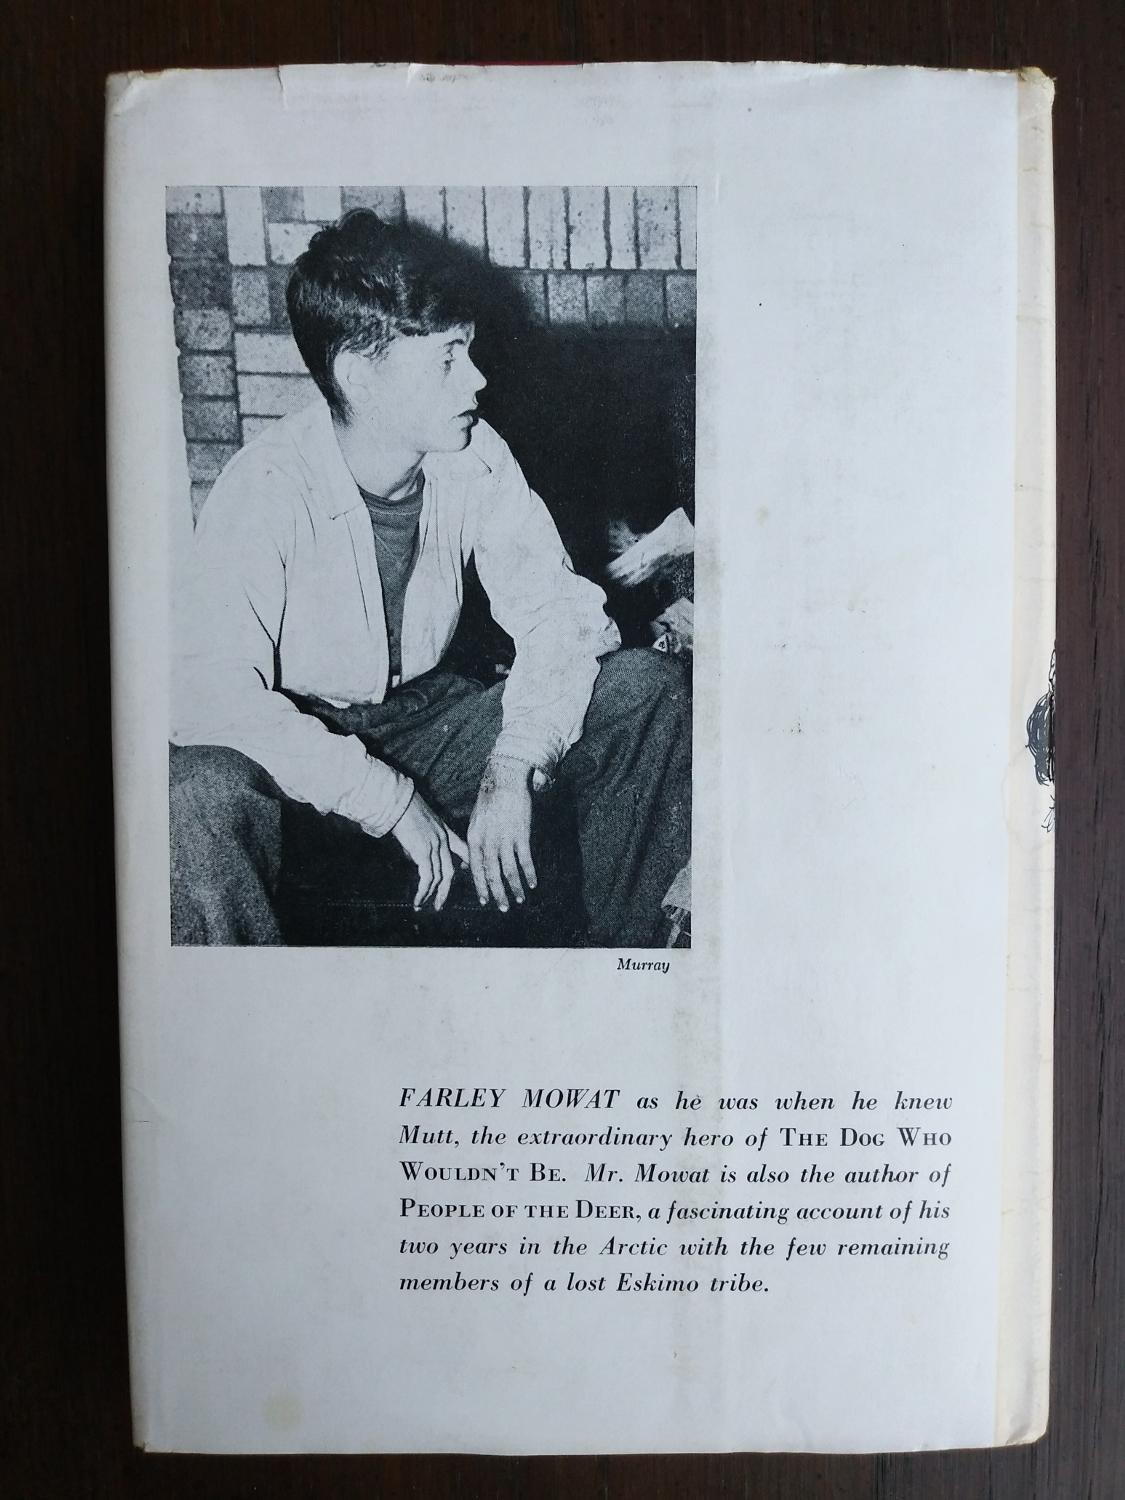 Murray
FARLEY MOWAT as he was when he knew
Mutt, the extraordinary hero of THE DOG WHO
WOULDN'T BE. Mr. Mowat is also the author of
PEOPLE OF THE DEER, a fascinating account of his
two years in the Arctic with the few remaining
members of a lost Eskimo tribe.